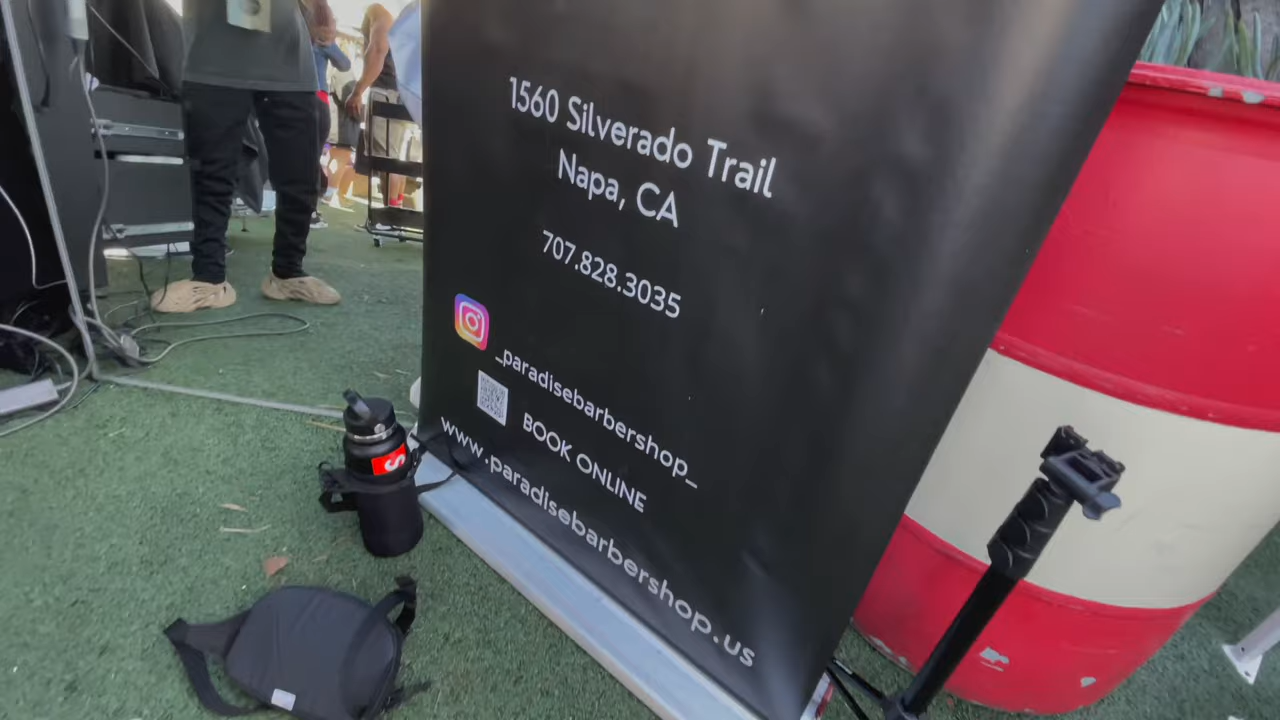 1560 Silverado Trail
Napa, CA
707.828.3035
_paradisebarbershop_
BOOK ONLINE
www.paradisebarbershop.us